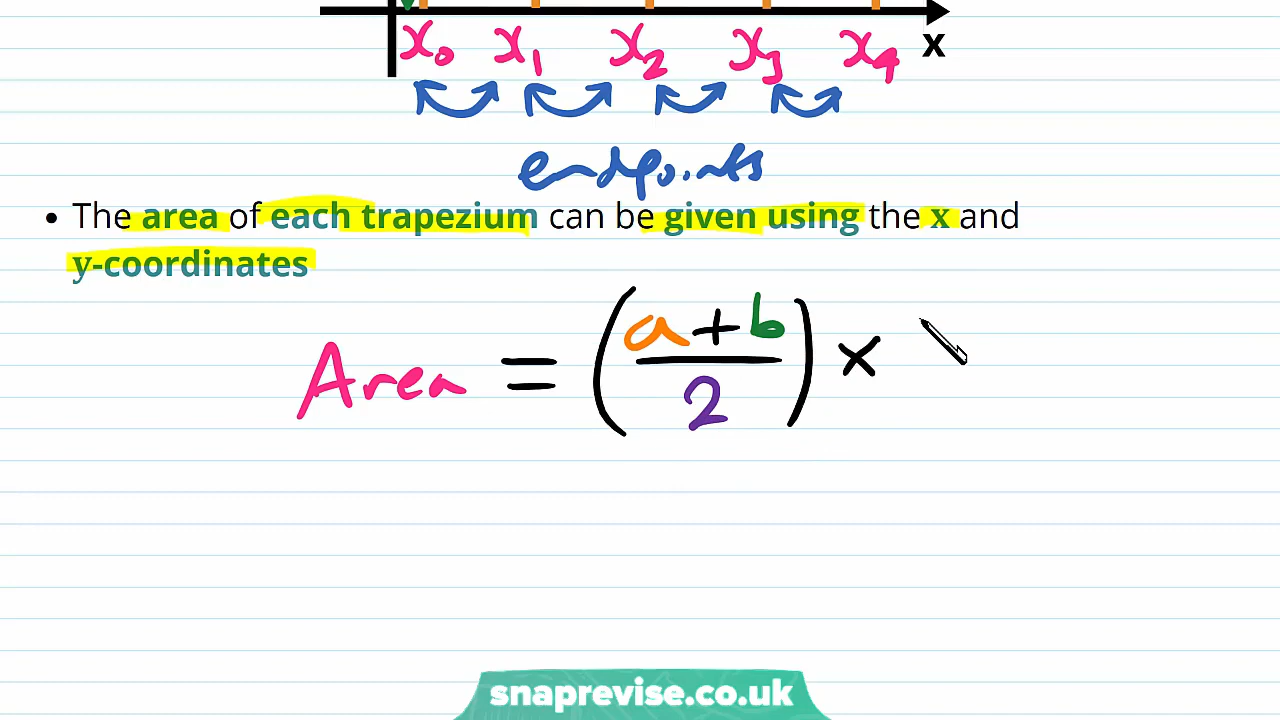 x₀ x₁ x₂ x₃ x₄ x
endpoints
• The area of each trapezium can be given using the x and
y-coordinates
Area = (a+b/2) ×
snaprevise.co.uk